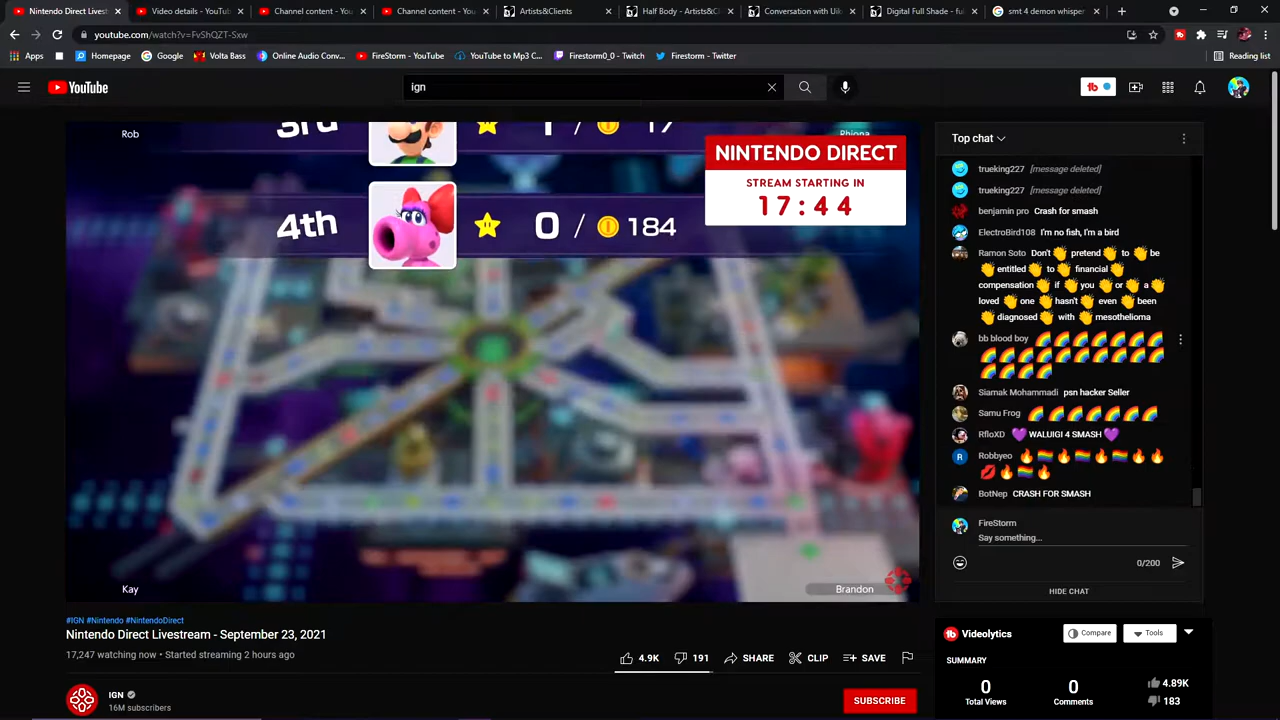 Nintendo Direct Livestream - Sep
Video details - YouTu
Channel content - You
Channel content - You
Artists&Clients
Half Body - Artists&C
Conversation with Ulk
Digital Full Shade - fu
smt 4 demon whisper
youtube.com/watch?v=FvShQZT-Sxw
Apps
Homepage
Google
Volta Bass
Online Audio Conv...
FireStorm - YouTube
YouTube to Mp3 C...
Firestorm0_0 - Twitch
Firestorm - Twitter
Reading list
YouTube
ign
Rob
Rhiona
3rd
1 / 17
NINTENDO DIRECT
STREAM STARTING IN
17:44
4th
0 / 184
Kay
Brandon
Top chat
trueking227 [message deleted]
trueking227 [message deleted]
benjamin pro Crash for smash
ElectroBird108 I'm no fish, I'm a bird
Ramon Soto Don't 👏 pretend 👏 to 👏 be
👏 entitled 👏 to 👏 financial 👏
compensation 👏 if 👏 you 👏 or 👏 a 👏
loved 👏 one 👏 hasn't 👏 even 👏 been
👏 diagnosed 👏 with 👏 mesothelioma
bb blood boy 🌈🌈🌈🌈🌈🌈🌈🌈
🌈🌈🌈🌈🌈🌈🌈🌈🌈🌈🌈
🌈🌈🌈🌈
Siamak Mohammadi psn hacker Seller
Samu Frog 🌈🌈🌈🌈🌈🌈🌈
RfloXD 💜 WALUIGI 4 SMASH 💜
R Robbyeo 🔥🏳️‍🌈🔥🏳️‍🌈🔥🏳️‍🌈🔥🔥
💋🔥🏳️‍🌈🔥
BotNep CRASH FOR SMASH
FireStorm
Say something...
0/200
HIDE CHAT
#IGN #Nintendo #NintendoDirect
Nintendo Direct Livestream - September 23, 2021
17,247 watching now • Started streaming 2 hours ago
4.9K
191
SHARE
CLIP
SAVE
IGN
16M subscribers
SUBSCRIBE
tb Videolytics
Compare
Tools
SUMMARY
0
Total Views
0
Comments
4.89K
183